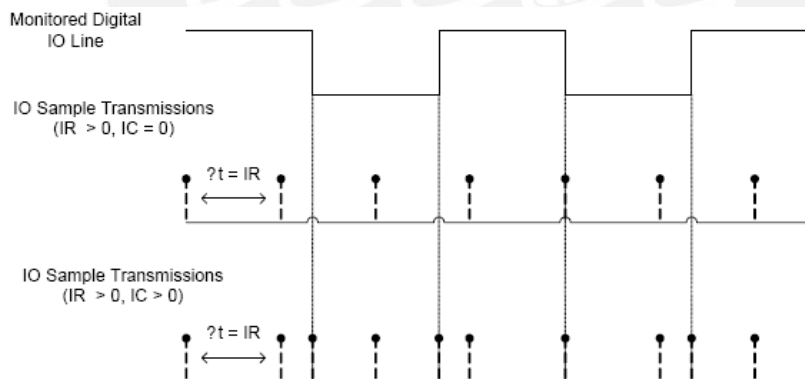 Monitored Digital
IO Line
IO Sample Transmissions
(IR > 0, IC = 0)
?t = IR
IO Sample Transmissions
(IR > 0, IC > 0)
?t = IR